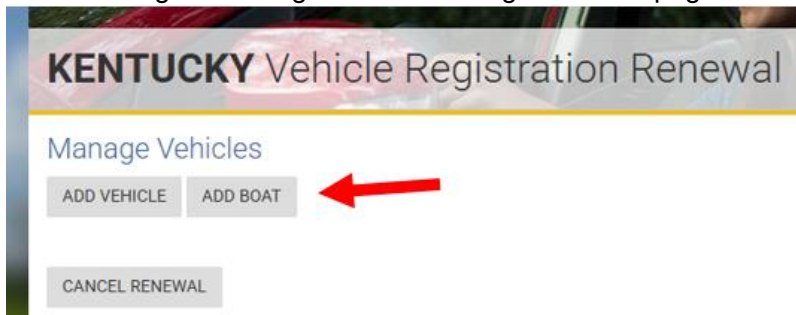 KENTUCKY Vehicle Registration Renewal
Manage Vehicles
ADD VEHICLE ADD BOAT
CANCEL RENEWAL